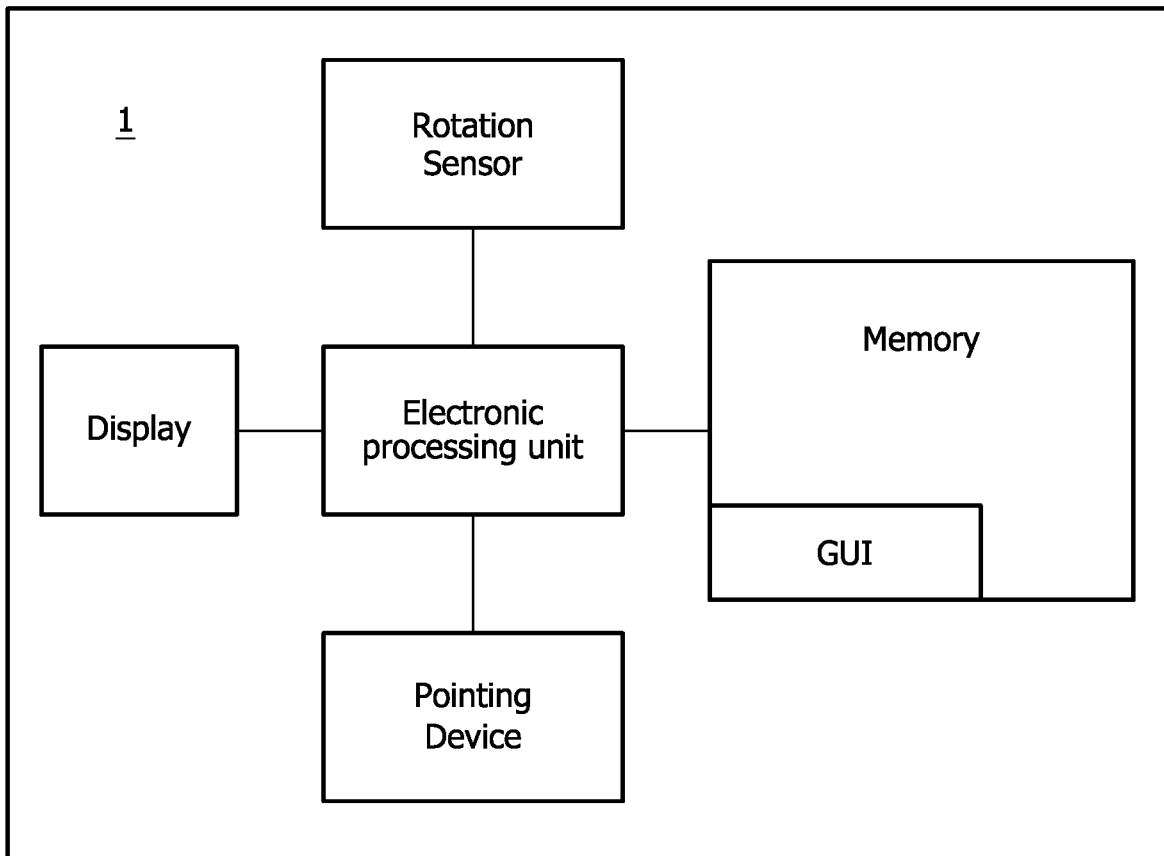 1
Rotation
Sensor
Memory
Display
Electronic
processing unit
GUI
Pointing
Device